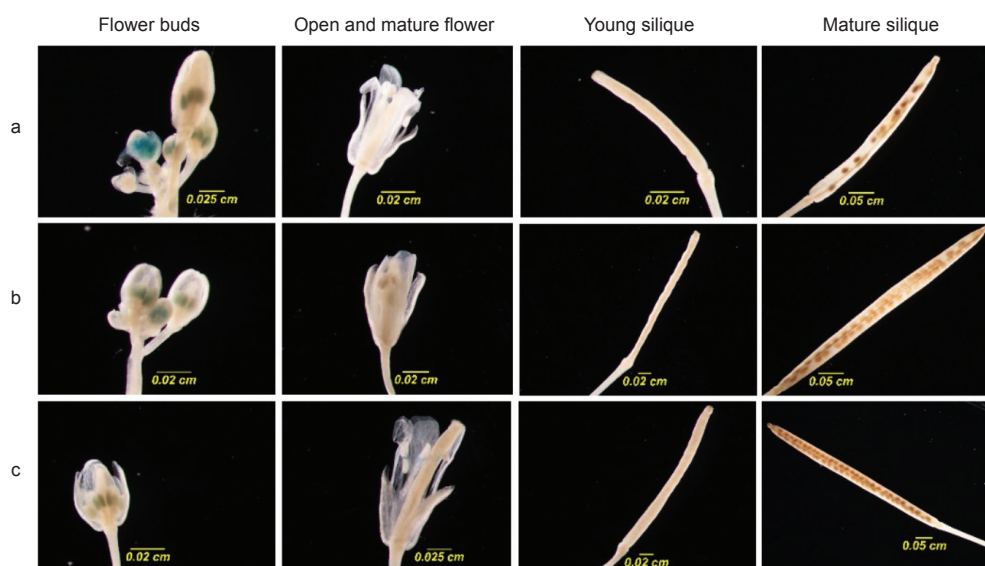 Flower buds Open and mature flower Young silique Mature silique
a
0.025 cm 0.02 cm 0.02 cm 0.05 cm
b
0.02 cm 0.02 cm 0.02 cm 0.05 cm
c
0.02 cm 0.025 cm 0.02 cm 0.05 cm